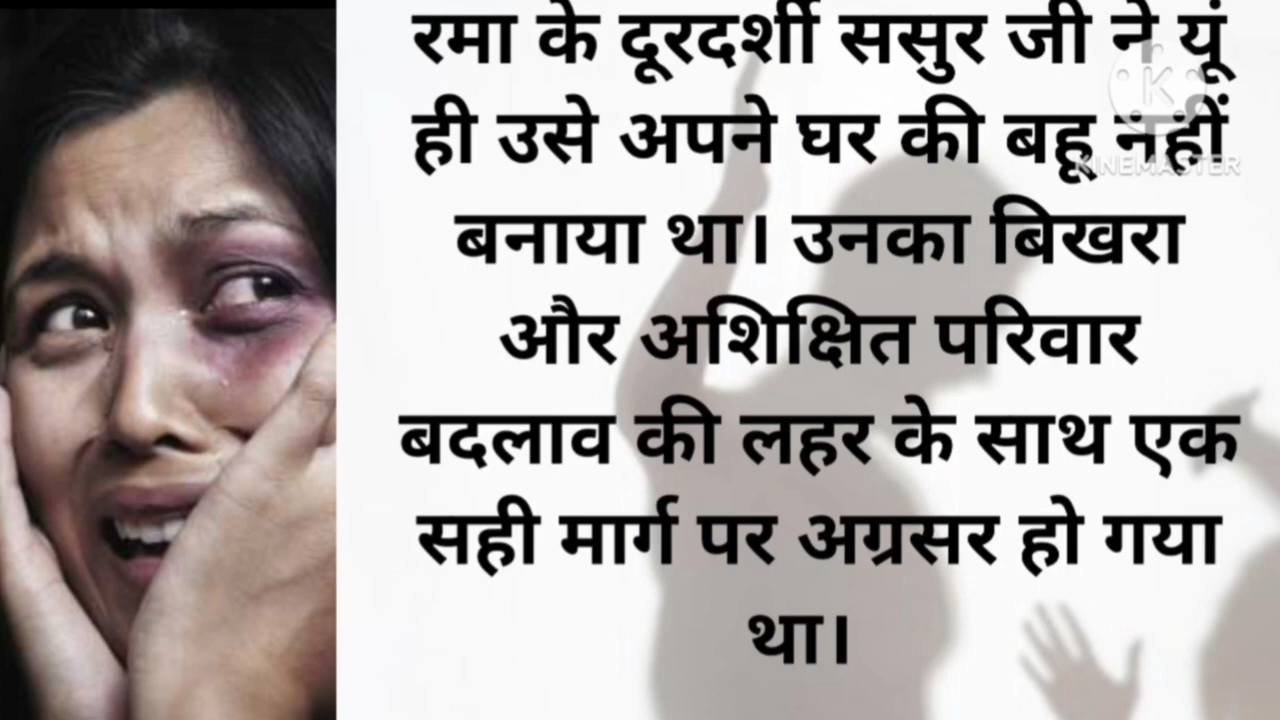 रमा के दूरदर्शी ससुर जी ने यूं
ही उसे अपने घर की बहू नहीं
बनाया था। उनका बिखरा
और अशिक्षित परिवार
बदलाव की लहर के साथ एक
सही मार्ग पर अग्रसर हो गया
था।
K
KINEMASTER